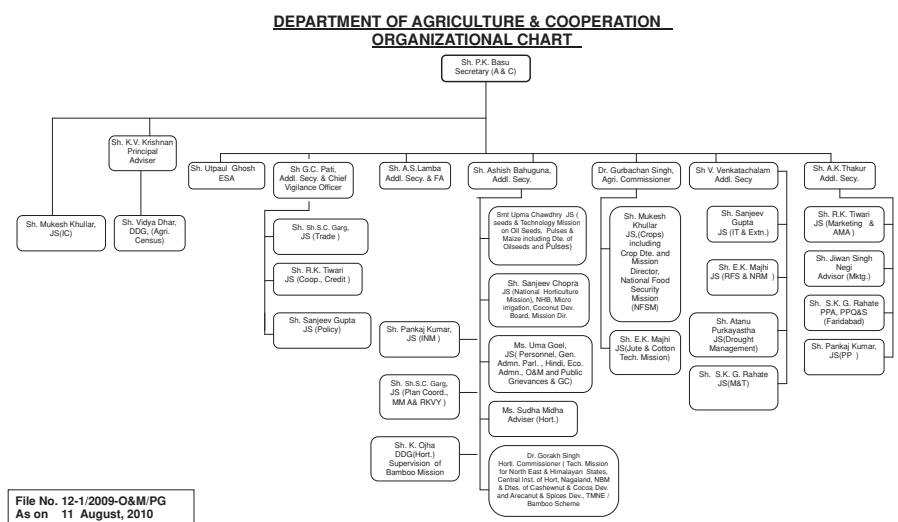 DEPARTMENT OF AGRICULTURE & COOPERATION
ORGANIZATIONAL CHART
Sh. P.K. Basu
Secretary (A & C)
Sh. K.V. Krishnan
Principal
Adviser
Sh. Utpaul Ghosh
ESA
Sh G.C. Pati,
Addl. Secy. & Chief
Vigilance Officer
Sh. A.S.Lamba
Addl. Secy. & FA
Sh. Ashish Bahuguna,
Addl. Secy.
Dr. Gurbachan Singh,
Agri. Commissioner
Sh V. Venkatachalam
Addl. Secy
Sh. A.K.Thakur
Addl. Secy.
Sh. Mukesh Khullar,
JS(IC)
Sh. Vidya Dhar,
DDG, (Agri.
Census)
Sh. Sh.S.C. Garg,
JS (Trade )
Sh. R.K. Tiwari
JS (Coop., Credit )
Sh. Sanjeev Gupta
JS (Policy)
Sh. Pankaj Kumar,
JS (INM )
Sh. Sh.S.C. Garg,
JS (Plan Coord.,
MM A& RKVY )
Sh. K. Ojha
DDG(Hort.)
Supervision of
Bamboo Mission
Smt Upma Chawdhry JS (
seeds & Technology Mission
on Oil Seeds, Pulses &
Maize including Dte. of
Oilseeds and Pulses)
Sh. Sanjeev Chopra
JS (National Horticulture
Mission), NHB, Micro
irrigation, Coconut Dev.
Board, Mission Dir.
Ms. Uma Goel,
JS( Personnel, Gen.
Admn. Parl. , Hindi, Eco.
Admn., O&M and Public
Grievances & GC)
Ms. Sudha Midha
Adviser (Hort.)
Dr. Gorakh Singh
Horti. Commissioner ( Tech. Mission
for North East & Himalayan States,
Central Inst. of Hort, Nagaland, NBM
& Dtes. of Cashewnut & Cocoa Dev.
and Arecanut & Spices Dev., TMNE /
Bamboo Scheme
Sh. Mukesh
Khullar
JS,(Crops)
including
Crop Dte. and
Mission
Director,
National Food
Security
Mission
(NFSM)
Sh. E.K. Majhi
JS(Jute & Cotton
Tech. Mission)
Sh. Sanjeev
Gupta
JS (IT & Extn.)
Sh. E.K. Majhi
JS (RFS & NRM )
Sh. Atanu
Purkayastha
JS(Drought
Management)
Sh. S.K. G. Rahate
JS(M&T)
Sh. R.K. Tiwari
JS (Marketing &
AMA )
Sh. Jiwan Singh
Negi
Advisor (Mktg.)
Sh. S.K. G. Rahate
PPA, PPQ&S
(Faridabad)
Sh. Pankaj Kumar,
JS(PP )
File No. 12-1/2009-O&M/PG
As on 11 August, 2010